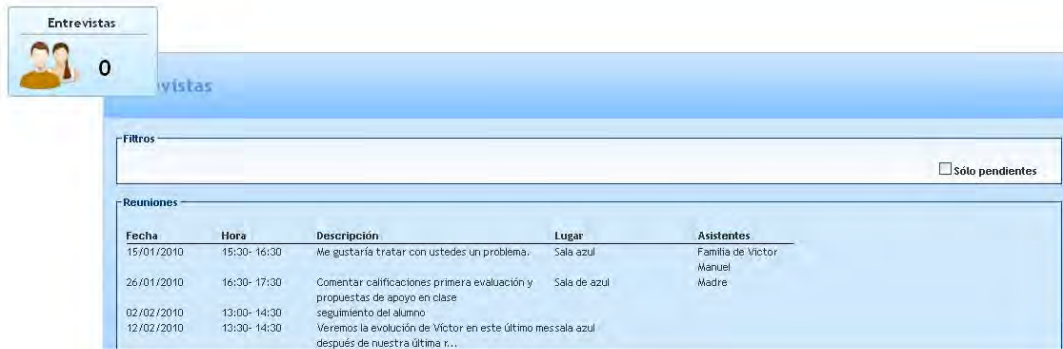 Entrevistas
0
vistas
Filtros
Sólo pendientes
Reuniones
Fecha Hora Descripción Lugar Asistentes
15/01/2010 15:30- 16:30 Me gustaría tratar con ustedes un problema. Sala azul Familia de Victor
Manuel
26/01/2010 16:30- 17:30 Comentar calificaciones primera evaluación y Sala de azul Madre
propuestas de apoyo en clase
02/02/2010 13:00- 14:30 seguimiento del alumno
12/02/2010 13:30- 14:30 Veremos la evolución de Víctor en este último mes sala azul
después de nuestra última r...